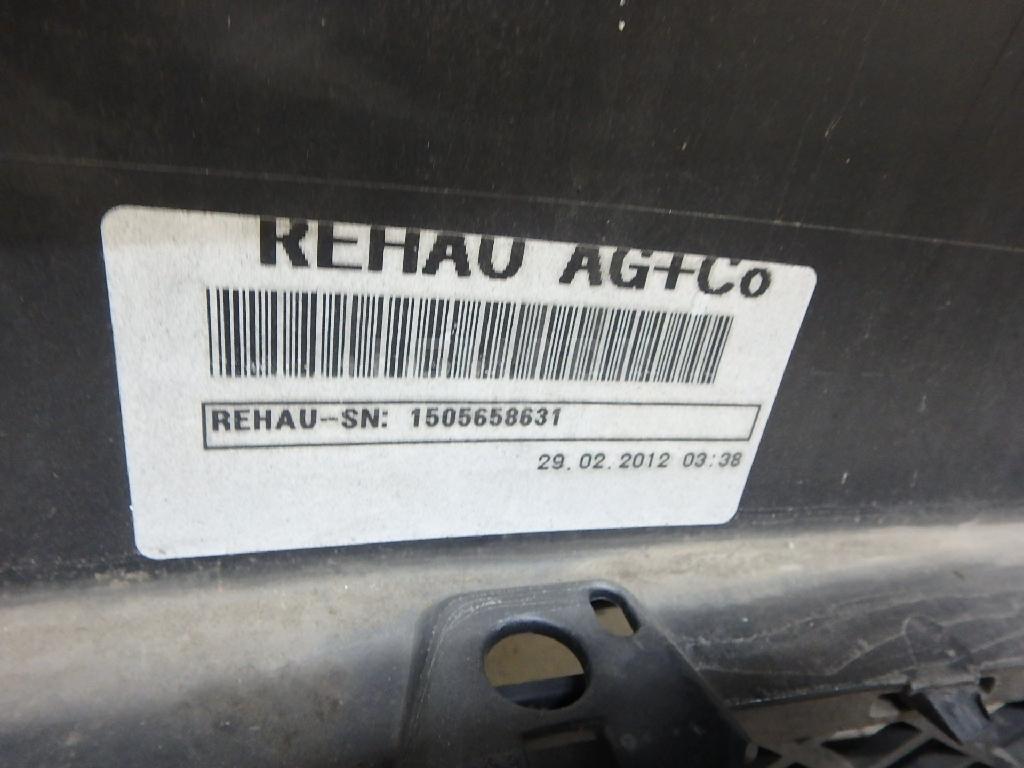 REHAU AG+Co
REHAU-SN: 1505658631
29.02.2012 03:38